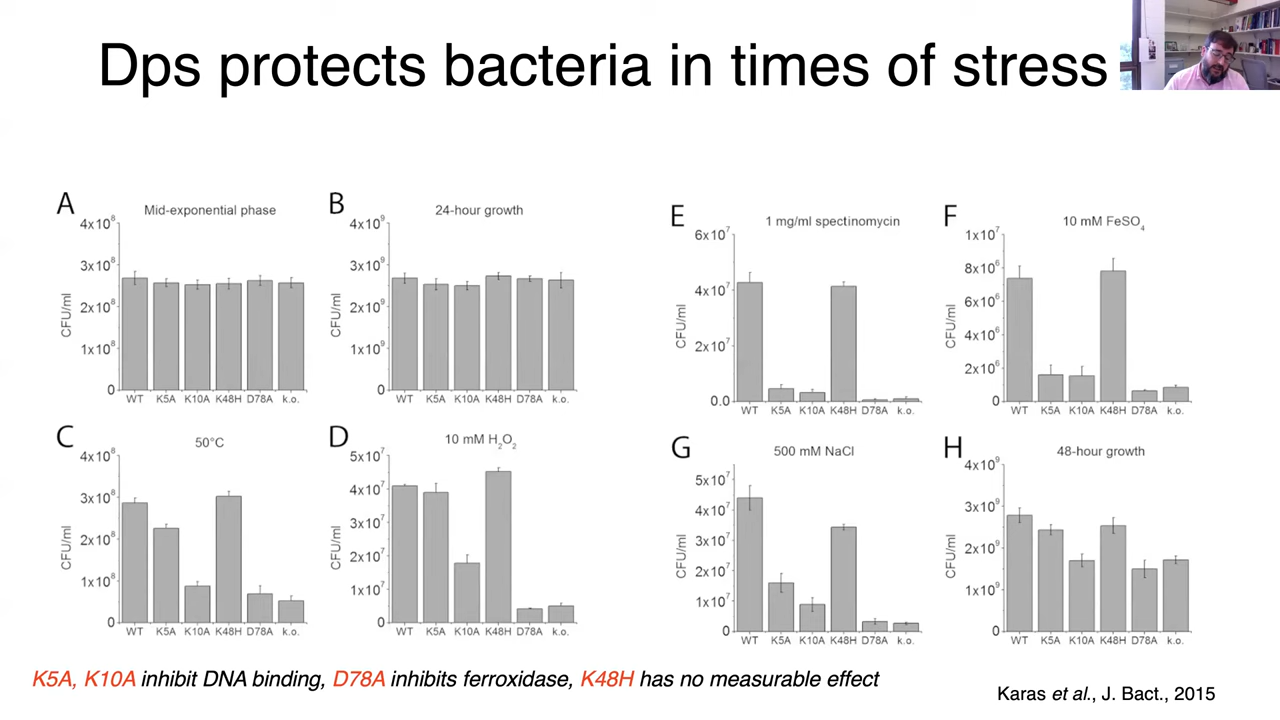 Dps protects bacteria in times of stress
A
Mid-exponential phase
4x10⁸
3x10⁸
2x10⁸
1x10⁸
0
CFU/ml
WT K5A K10A K48H D78A k.o.
B
24-hour growth
4x10⁹
3x10⁹
2x10⁹
1x10⁹
0
CFU/ml
WT K5A K10A K48H D78A k.o.
C
50°C
4x10⁸
3x10⁸
2x10⁸
1x10⁸
0
CFU/ml
WT K5A K10A K48H D78A k.o.
D
10 mM H₂O₂
5x10⁷
4x10⁷
3x10⁷
2x10⁷
1x10⁷
0
CFU/ml
WT K5A K10A K48H D78A k.o.
E
1 mg/ml spectinomycin
6x10⁷
4x10⁷
2x10⁷
0.0
CFU/ml
WT K5A K10A K48H D78A k.o.
F
10 mM FeSO₄
1x10⁷
8x10⁶
6x10⁶
4x10⁶
2x10⁶
0
CFU/ml
WT K5A K10A K48H D78A k.o.
G
500 mM NaCl
5x10⁷
4x10⁷
3x10⁷
2x10⁷
1x10⁷
0
CFU/ml
WT K5A K10A K48H D78A k.o.
H
48-hour growth
4x10⁹
3x10⁹
2x10⁹
1x10⁹
0
CFU/ml
WT K5A K10A K48H D78A k.o.
K5A, K10A inhibit DNA binding, D78A inhibits ferroxidase, K48H has no measurable effect
Karas et al., J. Bact., 2015